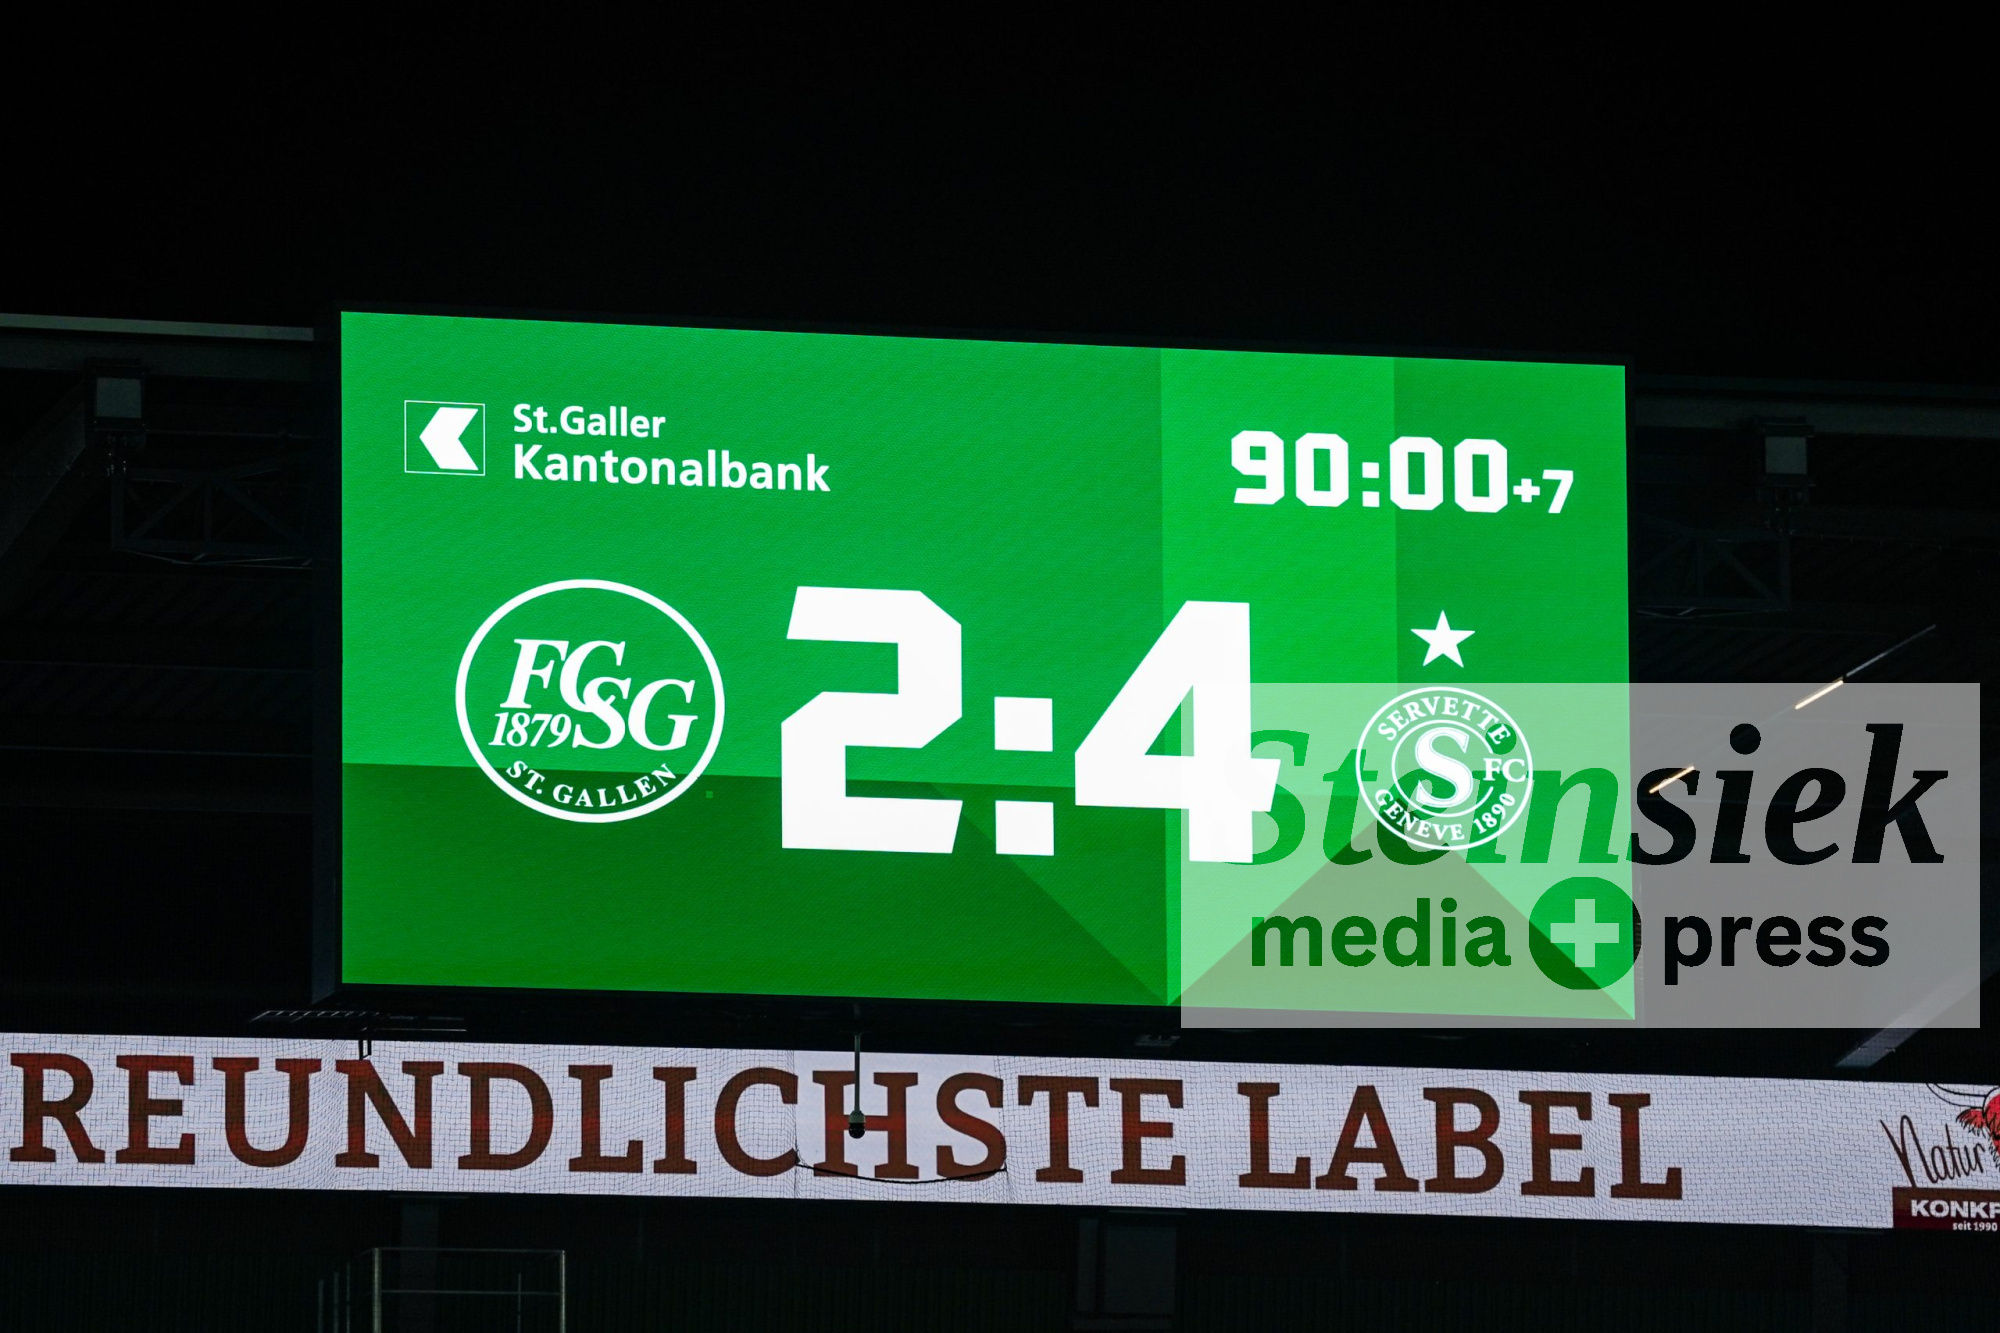 St.Galler
Kantonalbank
90:00+7
FCSG
1879
ST. GALLEN
2:4
SERVETTE
FC
S
GENEVE 1890
Steinsiek
media+press
REUNDLICHSTE LABEL
Natur
KONK
seit 1990